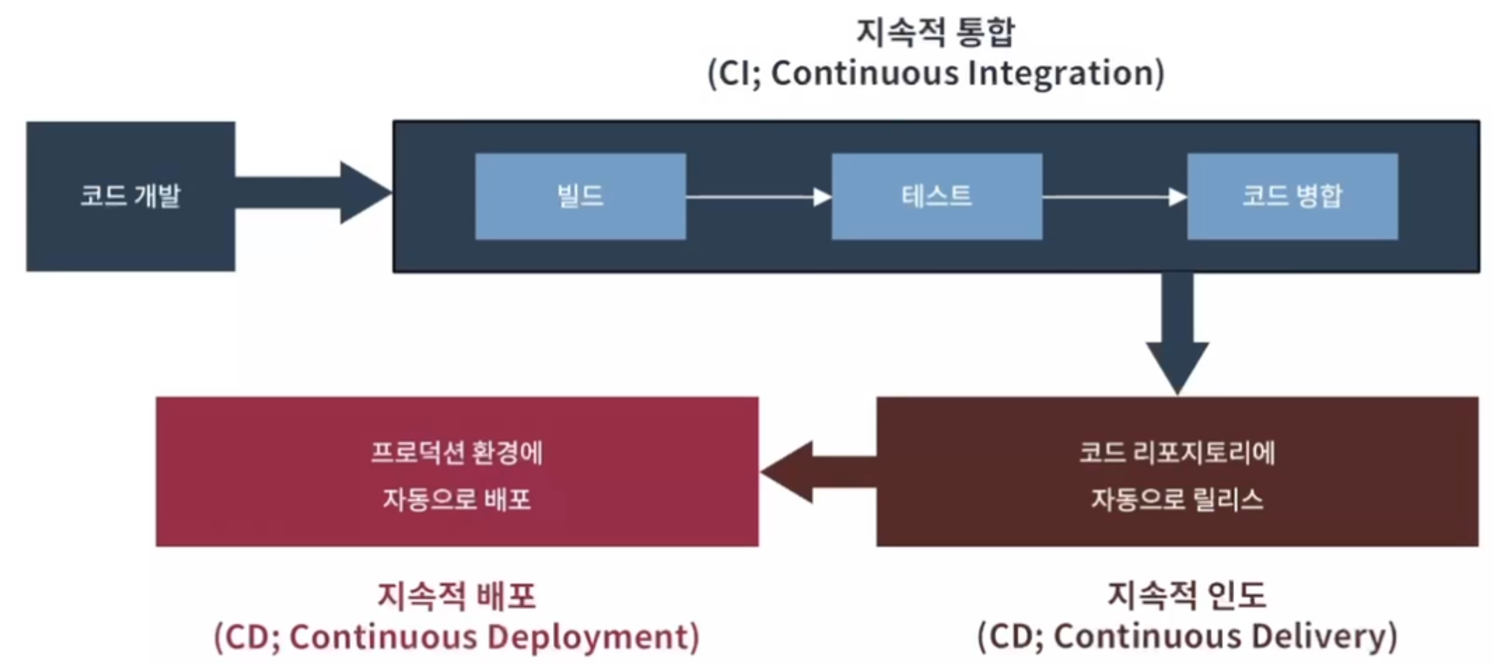 지속적 통합
(CI; Continuous Integration)
코드 개발
빌드
테스트
코드 병합
코드 리포지토리에
자동으로 릴리스
지속적 인도
(CD; Continuous Delivery)
프로덕션 환경에
자동으로 배포
지속적 배포
(CD; Continuous Deployment)